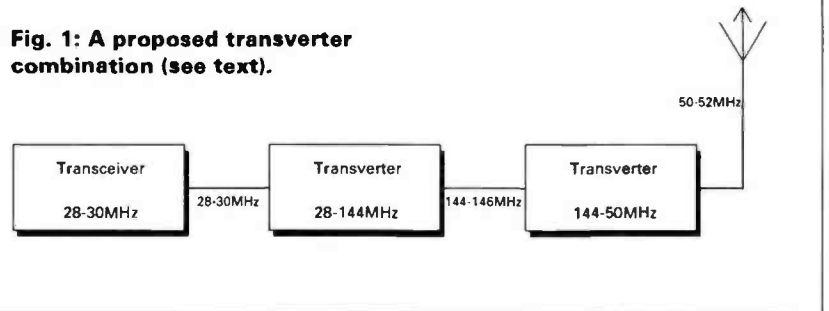 Fig. 1: A proposed transverter
combination (see text).
50-52MHz
Transceiver
28-30MHz
28-30MHz
Transverter
28-144MHz
144-146MHz
Transverter
144-50MHz